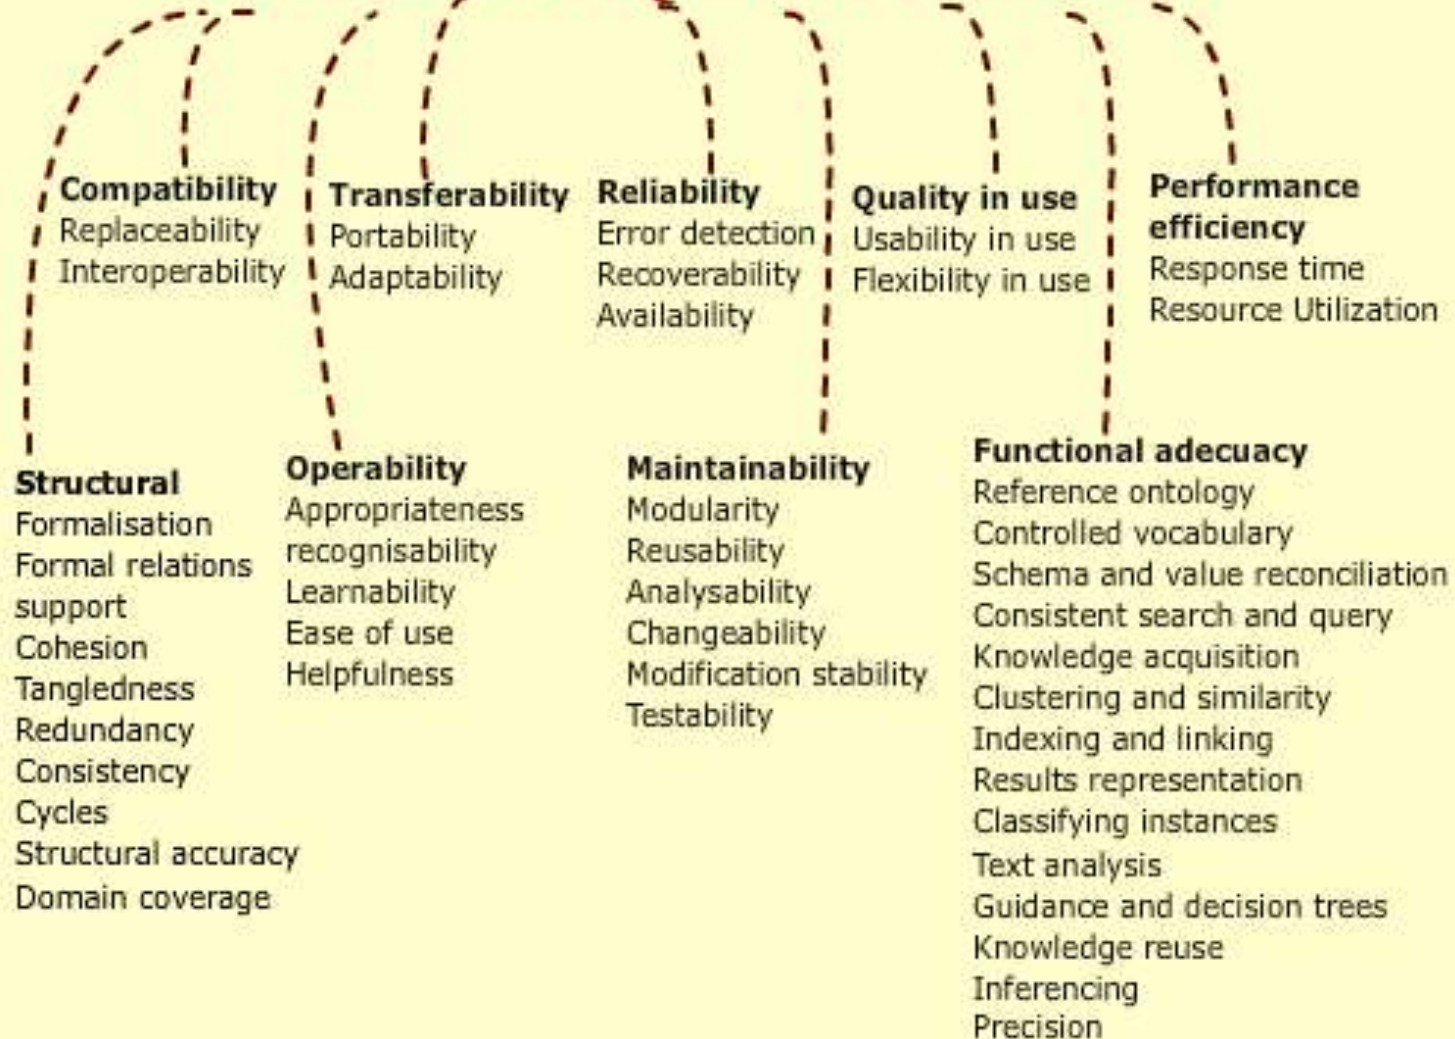 Compatibility
Replaceability
Interoperability
Transferability
Portability
Adaptability
Reliability
Error detection
Recoverability
Availability
Quality in use
Usability in use
Flexibility in use
Performance
efficiency
Response time
Resource Utilization
Structural
Formalisation
Formal relations
support
Cohesion
Tangledness
Redundancy
Consistency
Cycles
Structural accuracy
Domain coverage
Operability
Appropriateness
recognisability
Learnability
Ease of use
Helpfulness
Maintainability
Modularity
Reusability
Analysability
Changeability
Modification stability
Testability
Functional adecuacy
Reference ontology
Controlled vocabulary
Schema and value reconciliation
Consistent search and query
Knowledge acquisition
Clustering and similarity
Indexing and linking
Results representation
Classifying instances
Text analysis
Guidance and decision trees
Knowledge reuse
Inferencing
Precision